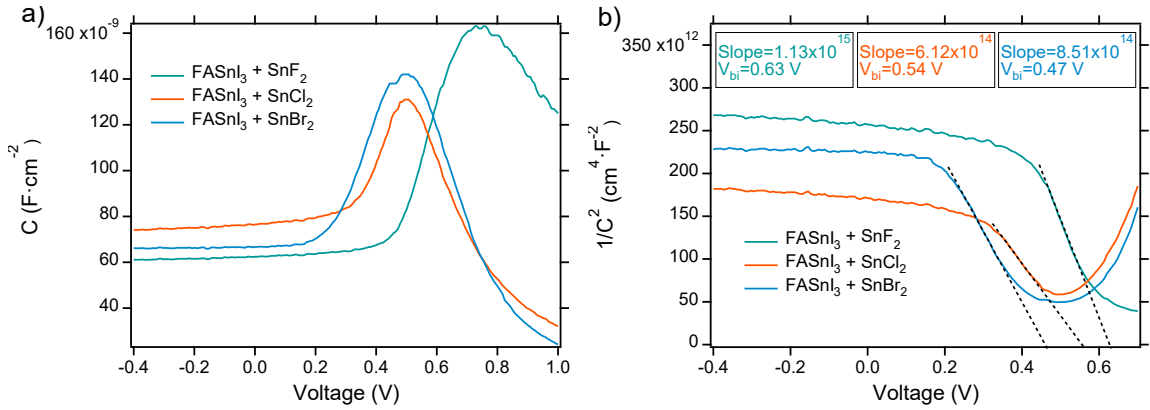 a)
160 x10⁻⁹
140
120
100
80
60
40
C (F·cm⁻²)
FASnI₃ + SnF₂
FASnI₃ + SnCl₂
FASnI₃ + SnBr₂
-0.4 -0.2 0.0 0.2 0.4 0.6 0.8 1.0
Voltage (V)
b)
350 x10¹²
300
250
200
150
100
50
0
1/C² (cm⁴·F⁻²)
Slope=1.13x10¹⁵
V_bi=0.63 V
Slope=6.12x10¹⁴
V_bi=0.54 V
Slope=8.51x10¹⁴
V_bi=0.47 V
FASnI₃ + SnF₂
FASnI₃ + SnCl₂
FASnI₃ + SnBr₂
-0.4 -0.2 0.0 0.2 0.4 0.6
Voltage (V)